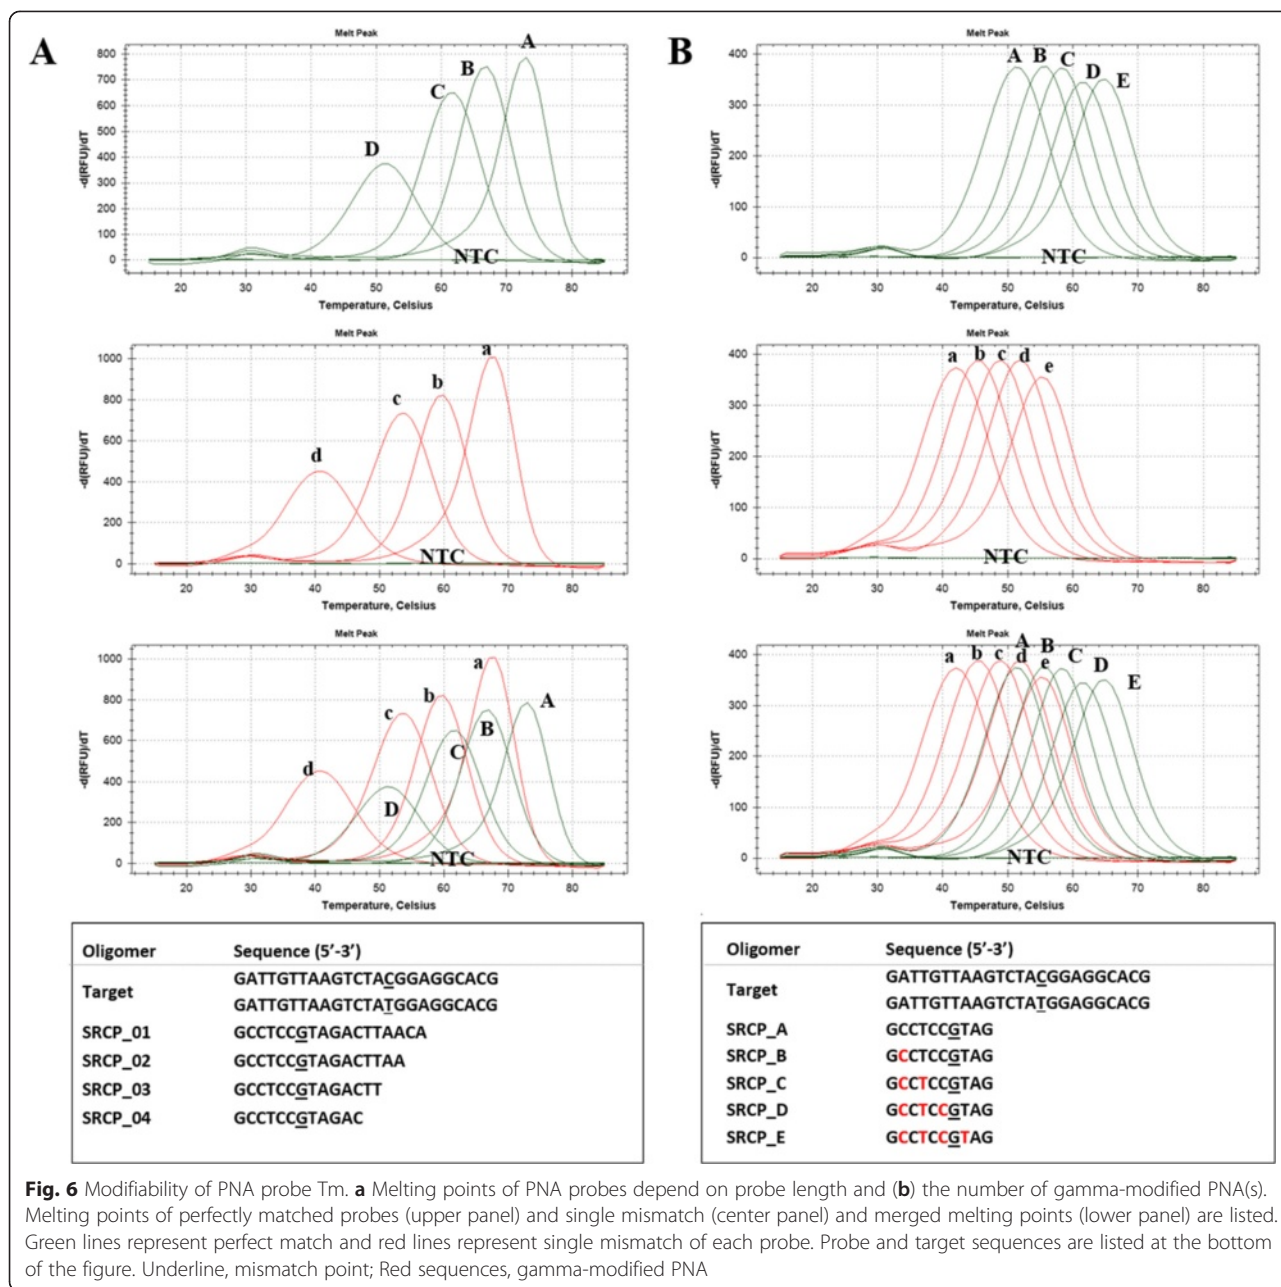 A
Melt Peak
A
B
C
D
NTC
-d(RFU)/dT
800
700
600
500
400
300
200
100
0
20 30 40 50 60 70 80
Temperature, Celsius
Melt Peak
a
b
c
d
NTC
-d(RFU)/dT
1000
800
600
400
200
0
20 30 40 50 60 70 80
Temperature, Celsius
Melt Peak
a
b
A
c
B
C
d
D
NTC
-d(RFU)/dT
1000
800
600
400
200
0
20 30 40 50 60 70 80
Temperature, Celsius
Oligomer Sequence (5’-3’)
Target GATTGTTAAGTCTACGGAGGCACG
GATTGTTAAGTCTATGGAGGCACG
SRCP_01 GCCTCCGTAGACTTAACA
SRCP_02 GCCTCCGTAGACTTAA
SRCP_03 GCCTCCGTAGACTT
SRCP_04 GCCTCCGTAGAC
B
Melt Peak
A B C D E
NTC
-d(RFU)/dT
400
300
200
100
0
20 30 40 50 60 70 80
Temperature, Celsius
Melt Peak
a b c d e
NTC
-d(RFU)/dT
400
300
200
100
0
20 30 40 50 60 70 80
Temperature, Celsius
Melt Peak
A B C D E
a b c d e
NTC
-d(RFU)/dT
400
300
200
100
0
20 30 40 50 60 70 80
Temperature, Celsius
Oligomer Sequence (5’-3’)
Target GATTGTTAAGTCTACGGAGGCACG
GATTGTTAAGTCTATGGAGGCACG
SRCP_A GCCTCCGTAG
SRCP_B GCCTCCGTAG
SRCP_C GCCTCCGTAG
SRCP_D GCCTCCGTAG
SRCP_E GCCTCCGTAG
Fig. 6 Modifiability of PNA probe Tm. a Melting points of PNA probes depend on probe length and (b) the number of gamma-modified PNA(s).
Melting points of perfectly matched probes (upper panel) and single mismatch (center panel) and merged melting points (lower panel) are listed.
Green lines represent perfect match and red lines represent single mismatch of each probe. Probe and target sequences are listed at the bottom
of the figure. Underline, mismatch point; Red sequences, gamma-modified PNA